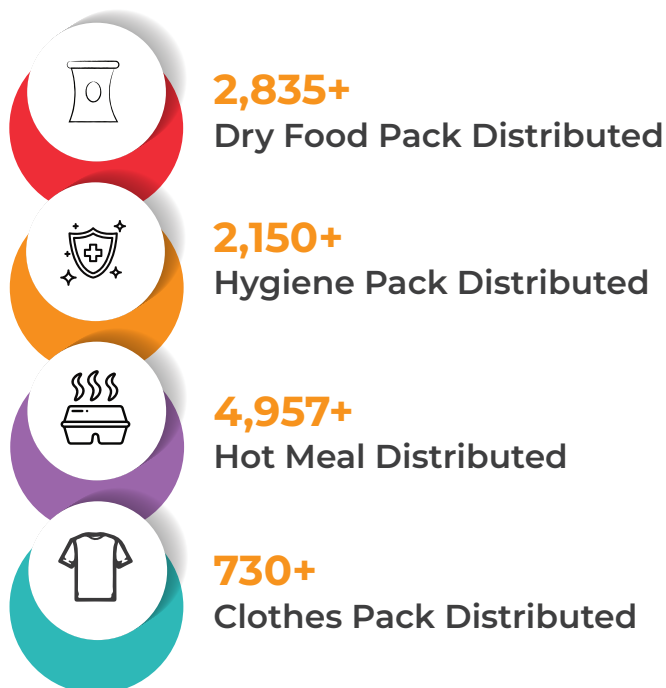 2,835+
Dry Food Pack Distributed
2,150+
Hygiene Pack Distributed
4,957+
Hot Meal Distributed
730+
Clothes Pack Distributed